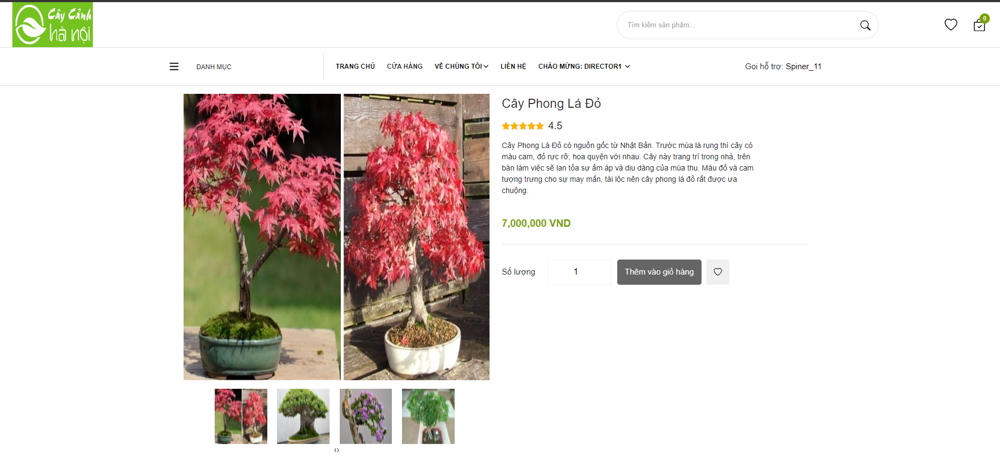 Cây Cảnh
hà nội
Tìm kiếm sản phẩm...
0
DANH MỤC
TRANG CHỦ
CỬA HÀNG
VỀ CHÚNG TÔI
LIÊN HỆ
CHÀO MỪNG: DIRECTOR1
Gọi hỗ trợ: Spiner_11
Cây Phong Lá Đỏ
4.5
Cây Phong Lá Đỏ có nguồn gốc từ Nhật Bản. Trước mùa lá rụng thì cây có
màu cam, đỏ rực rỡ, họa quyện với nhau. Cây này trang trí trong nhà, trên
bàn làm việc sẽ lan tỏa sự ấm áp và dịu dàng của mùa thu. Màu đỏ và cam
tượng trưng cho sự may mắn, tài lộc nên cây phong lá đỏ rất được ưa
chuộng.
7,000,000 VND
Số lượng
1
Thêm vào giỏ hàng